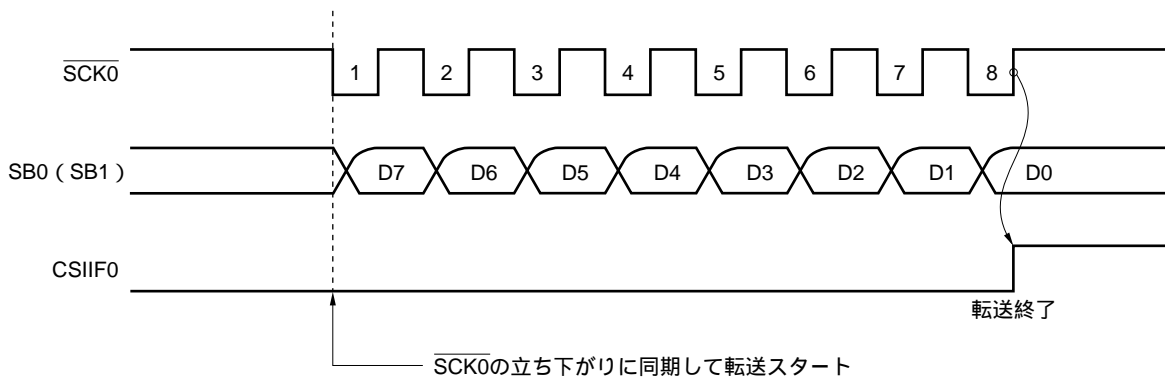 SCK0 1 2 3 4 5 6 7 8
SB0 ( SB1 ) D7 D6 D5 D4 D3 D2 D1 D0
CSIIF0
転送終了
SCK0の立ち下がりに同期して転送スタート